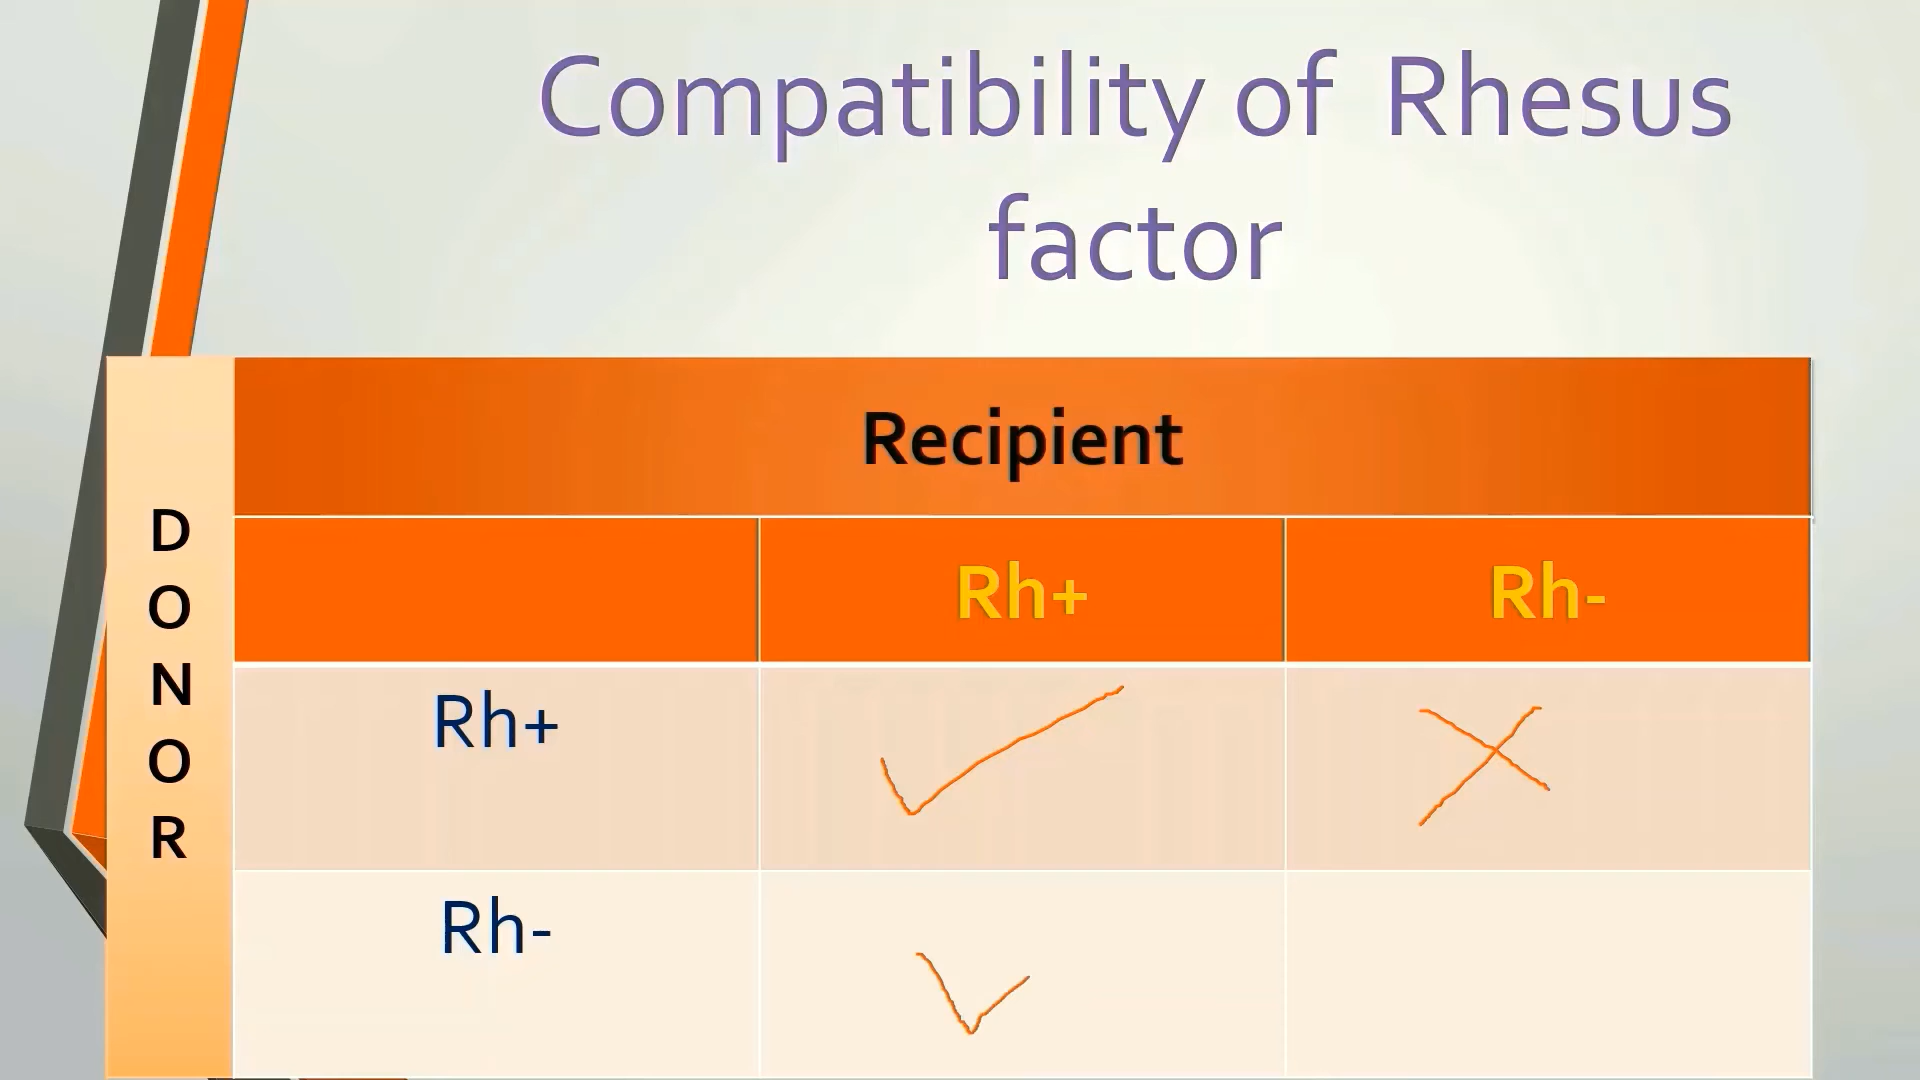 Compatibility of Rhesus
factor
Recipient
D
O
N
O
R
Rh+
Rh-
Rh+
Rh-